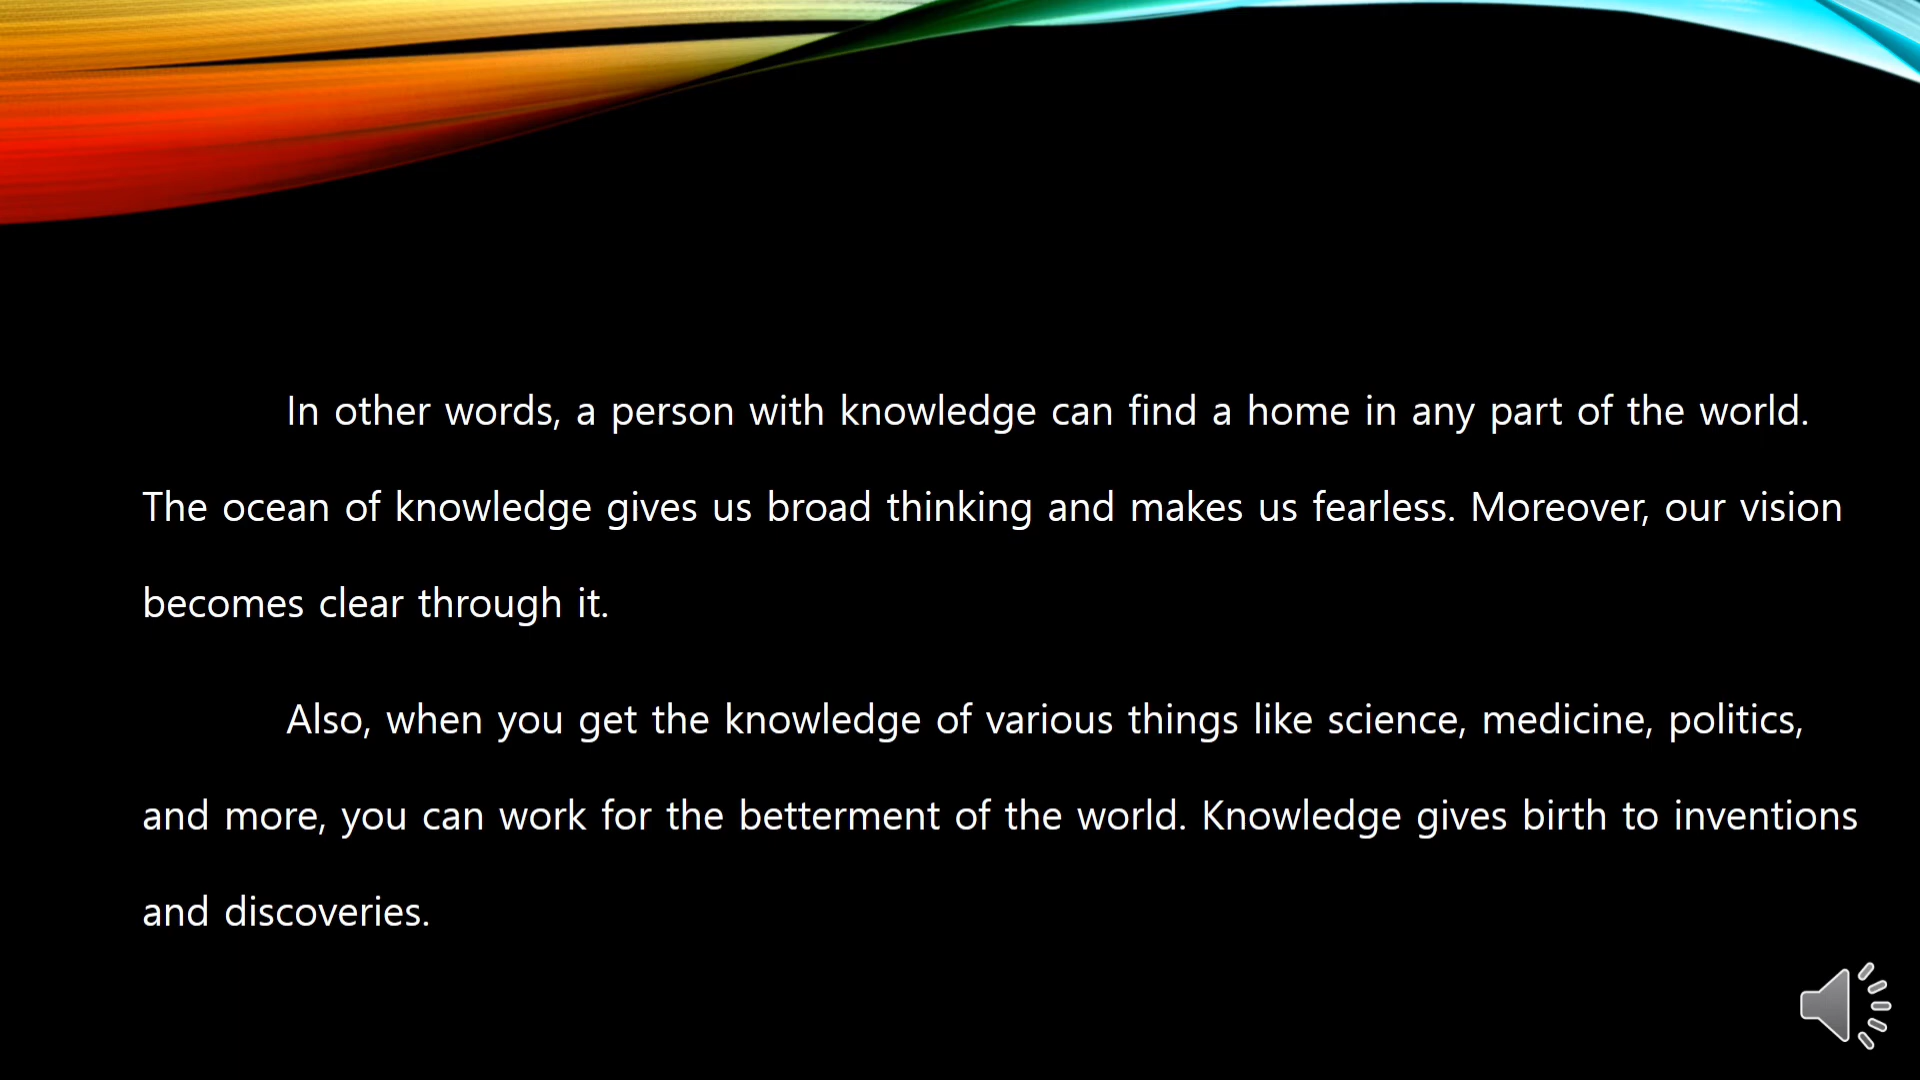 In other words, a person with knowledge can find a home in any part of the world.
The ocean of knowledge gives us broad thinking and makes us fearless. Moreover, our vision
becomes clear through it.
Also, when you get the knowledge of various things like science, medicine, politics,
and more, you can work for the betterment of the world. Knowledge gives birth to inventions
and discoveries.